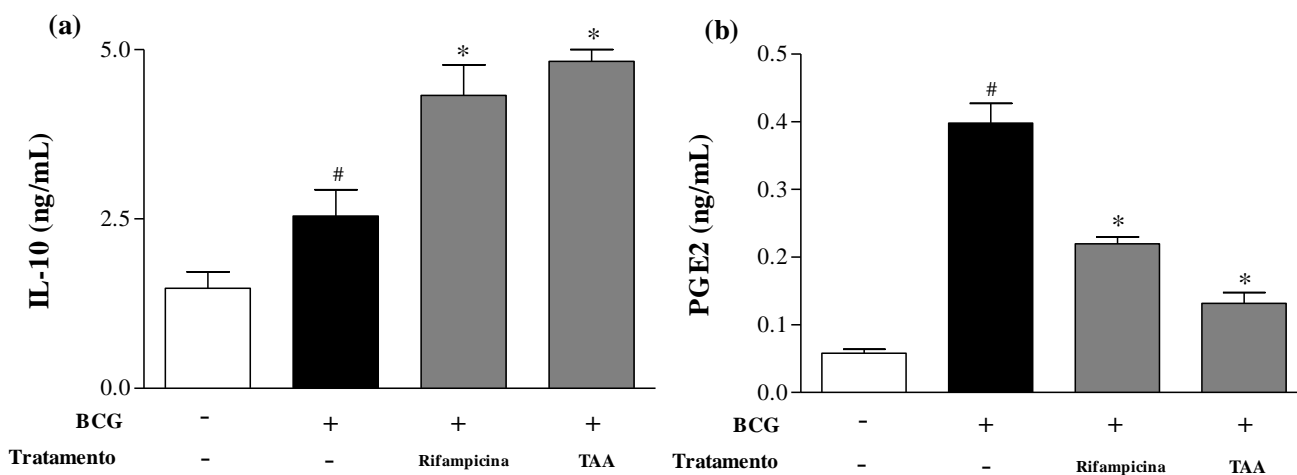 (a)
IL-10 (ng/mL)
5.0
2.5
0.0
#
*
*
BCG - + + +
Tratamento - - Rifampicina TAA
(b)
PGE2 (ng/mL)
0.5
0.4
0.3
0.2
0.1
0.0
#
*
*
BCG - + + +
Tratamento - - Rifampicina TAA